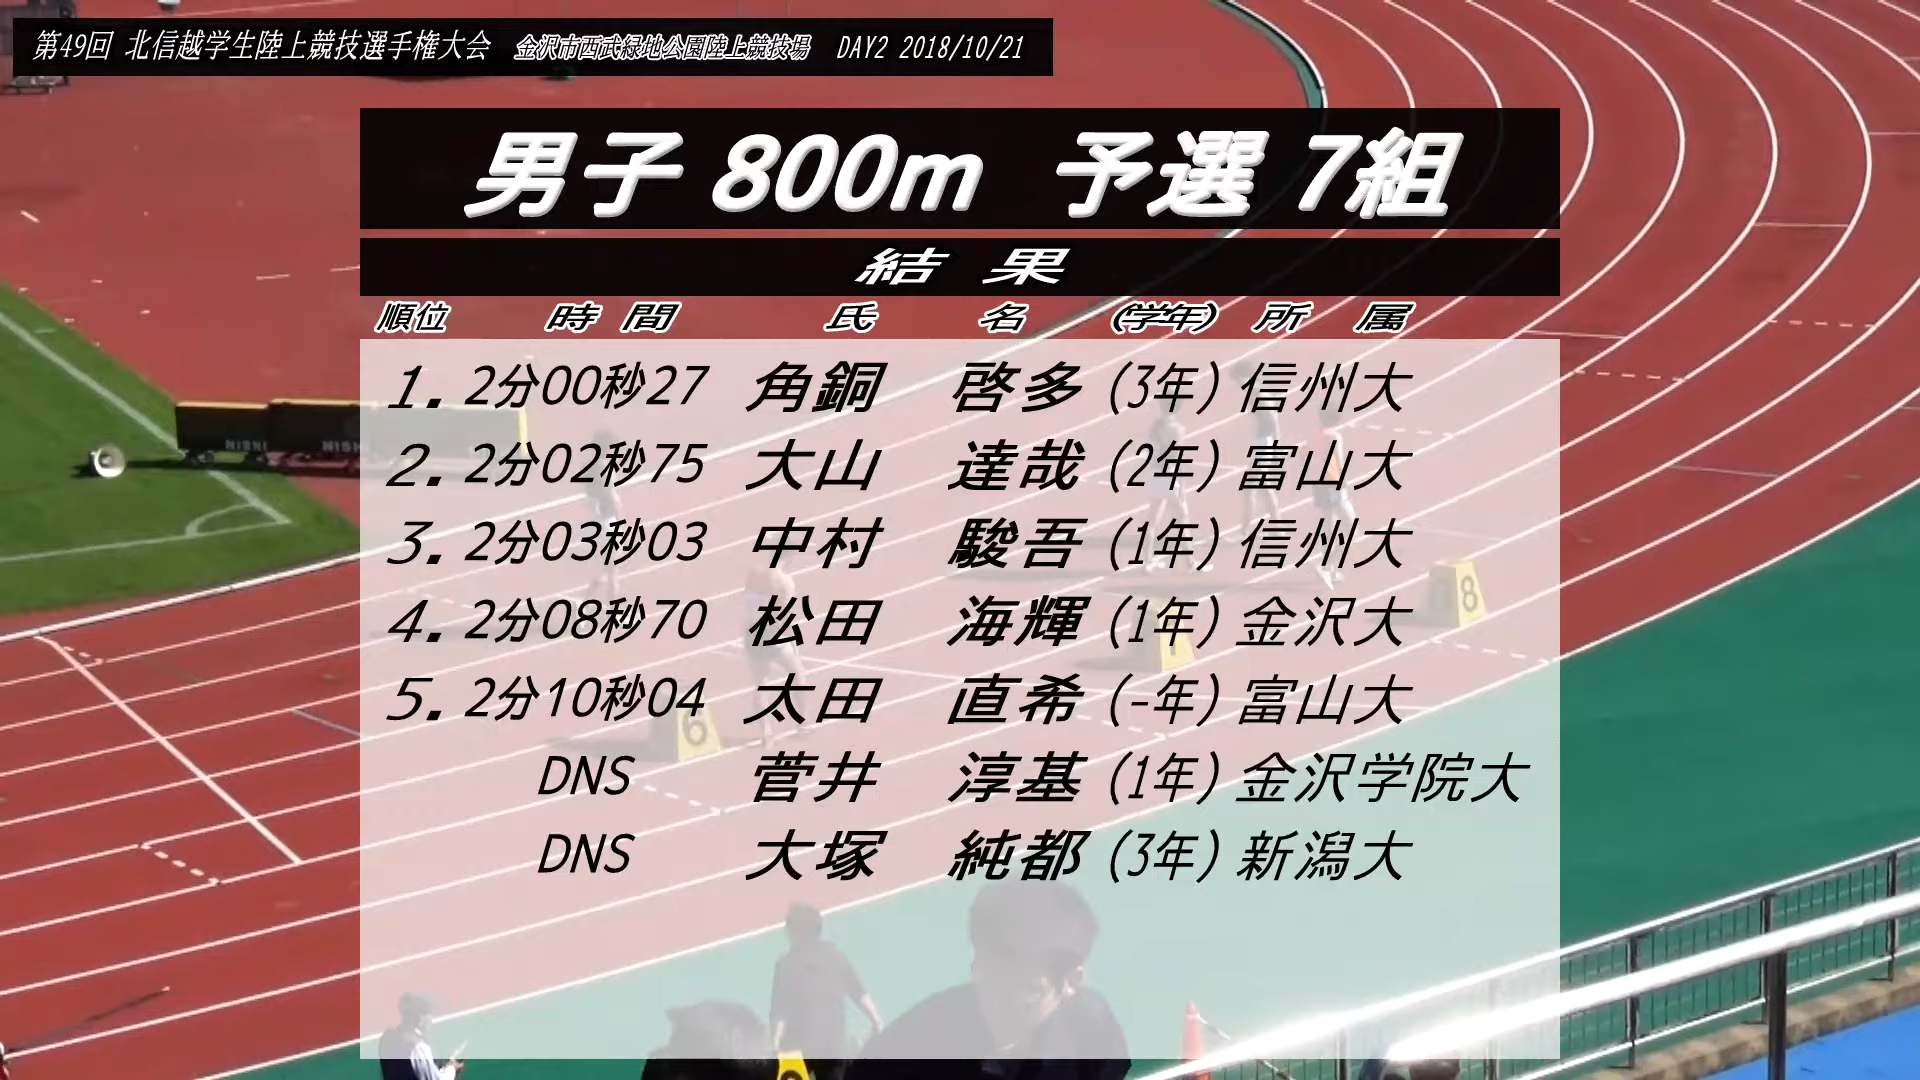 第49回 北信越学生陸上競技選手権大会 金沢市西武緑地公園陸上競技場 DAY2 2018/10/21
男子 800m 予選 7組
結 果
順位 時 間 氏 名 (学年) 所 属
1. 2分00秒27 角銅 啓多 (3年) 信州大
2. 2分02秒75 大山 達哉 (2年) 富山大
3. 2分03秒03 中村 駿吾 (1年) 信州大
4. 2分08秒70 松田 海輝 (1年) 金沢大
5. 2分10秒04 太田 直希 (-年) 富山大
DNS 菅井 淳基 (1年) 金沢学院大
DNS 大塚 純都 (3年) 新潟大
NISHI NISHI
8
6